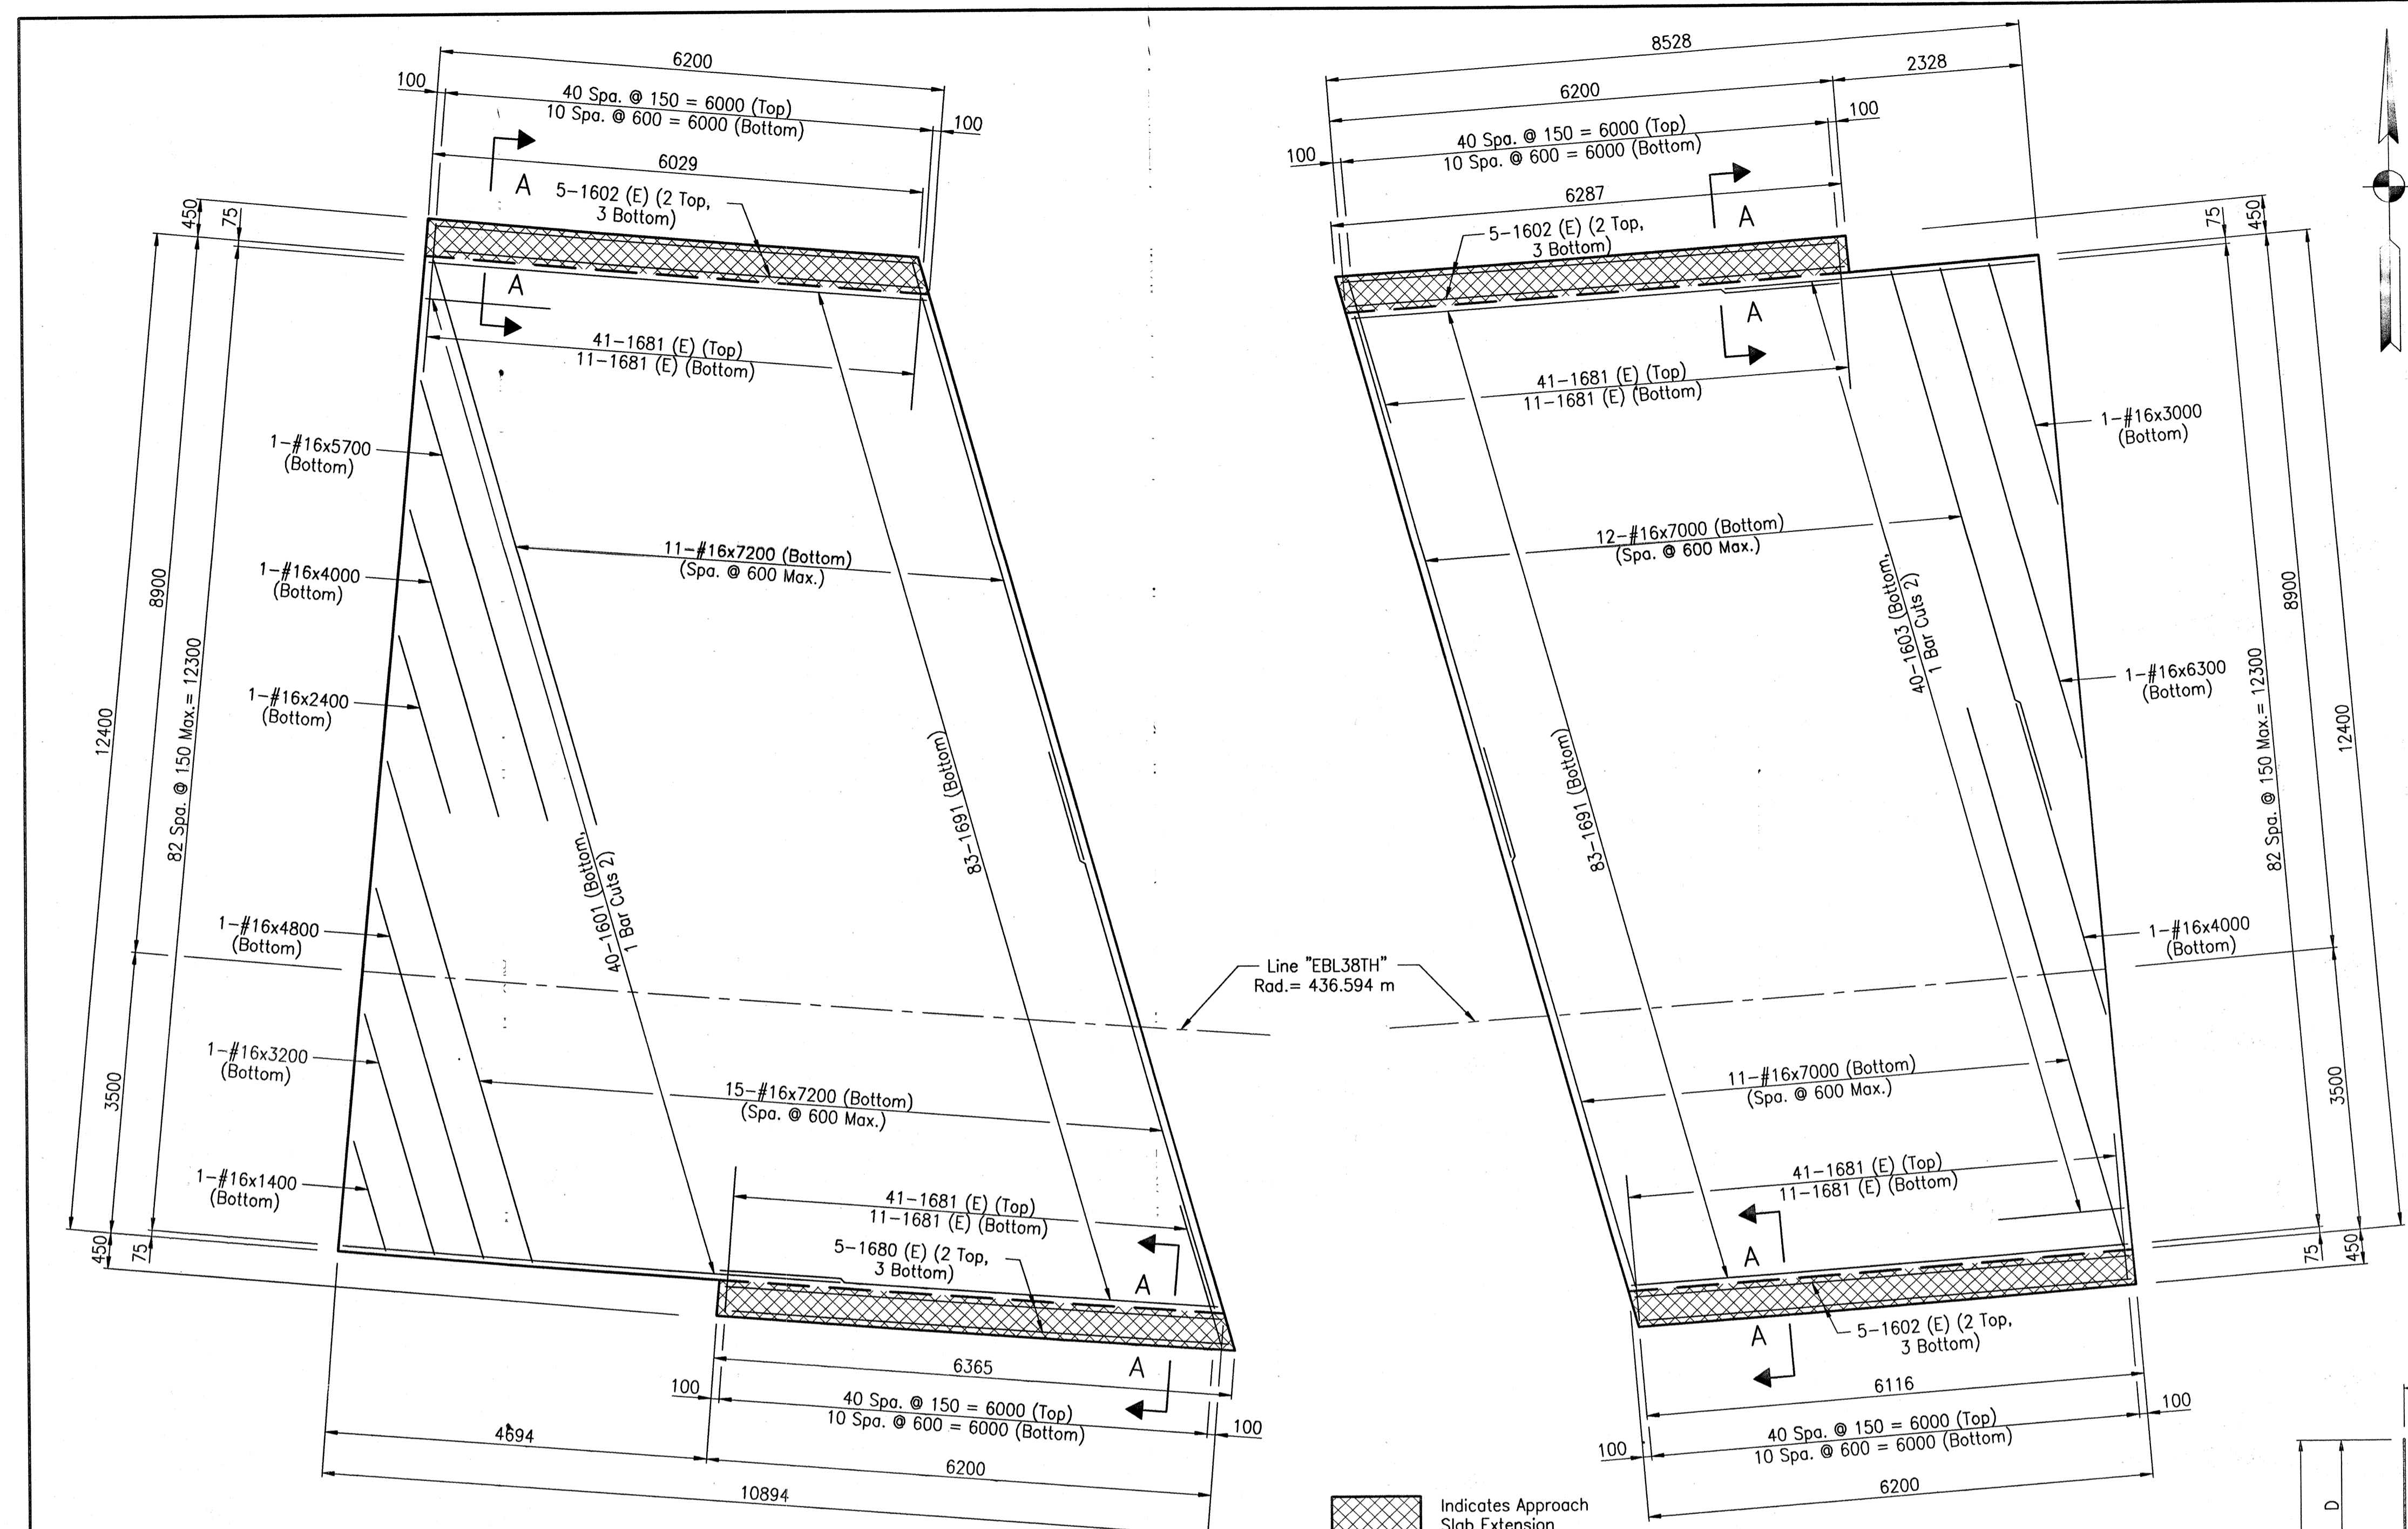 6200
100
40 Spa. @ 150 = 6000 (Top)
10 Spa. @ 600 = 6000 (Bottom)
100
6029
A
5-1602 (E) (2 Top,
3 Bottom)
450
75
A
41-1681 (E) (Top)
11-1681 (E) (Bottom)
1-#16x5700
(Bottom)
11-#16x7200 (Bottom)
(Spa. @ 600 Max.)
1-#16x4000
(Bottom)
8900
1-#16x2400
(Bottom)
12400
82 Spa. @ 150 Max.= 12300
83-1691 (Bottom)
40-1601 (Bottom,
1 Bar Cuts 2)
1-#16x4800
(Bottom)
1-#16x3200
(Bottom)
3500
15-#16x7200 (Bottom)
(Spa. @ 600 Max.)
1-#16x1400
(Bottom)
41-1681 (E) (Top)
11-1681 (E) (Bottom)
450
75
5-1680 (E) (2 Top,
3 Bottom)
A
A
6365
100
40 Spa. @ 150 = 6000 (Top)
10 Spa. @ 600 = 6000 (Bottom)
100
4694
6200
10894
Line "EBL38TH"
Rad.= 436.594 m
8528
6200
2328
100
40 Spa. @ 150 = 6000 (Top)
10 Spa. @ 600 = 6000 (Bottom)
100
6287
A
5-1602 (E) (2 Top,
3 Bottom)
75
450
A
41-1681 (E) (Top)
11-1681 (E) (Bottom)
1-#16x3000
(Bottom)
12-#16x7000 (Bottom)
(Spa. @ 600 Max.)
40-1603 (Bottom,
1 Bar Cuts 2)
8900
1-#16x6300
(Bottom)
82 Spa. @ 150 Max.= 12300
12400
83-1691 (Bottom)
1-#16x4000
(Bottom)
11-#16x7000 (Bottom)
(Spa. @ 600 Max.)
3500
41-1681 (E) (Top)
11-1681 (E) (Bottom)
A
75
450
A
5-1602 (E) (2 Top,
3 Bottom)
6116
100
40 Spa. @ 150 = 6000 (Top)
10 Spa. @ 600 = 6000 (Bottom)
100
6200
Indicates Approach
Slab Extension
D